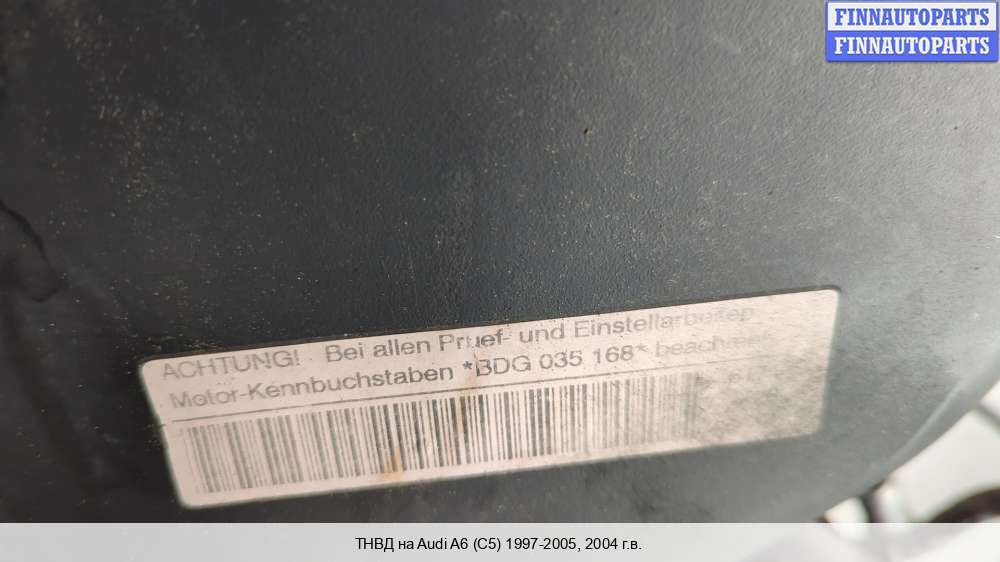 FINNAUTOPARTS
FINNAUTOPARTS
ACHTUNG! Bei allen Pruef- und Einstellarbeiten
Motor-Kennbuchstaben *BDG 035 168* beachten!
ТНВД на Audi A6 (C5) 1997-2005, 2004 г.в.